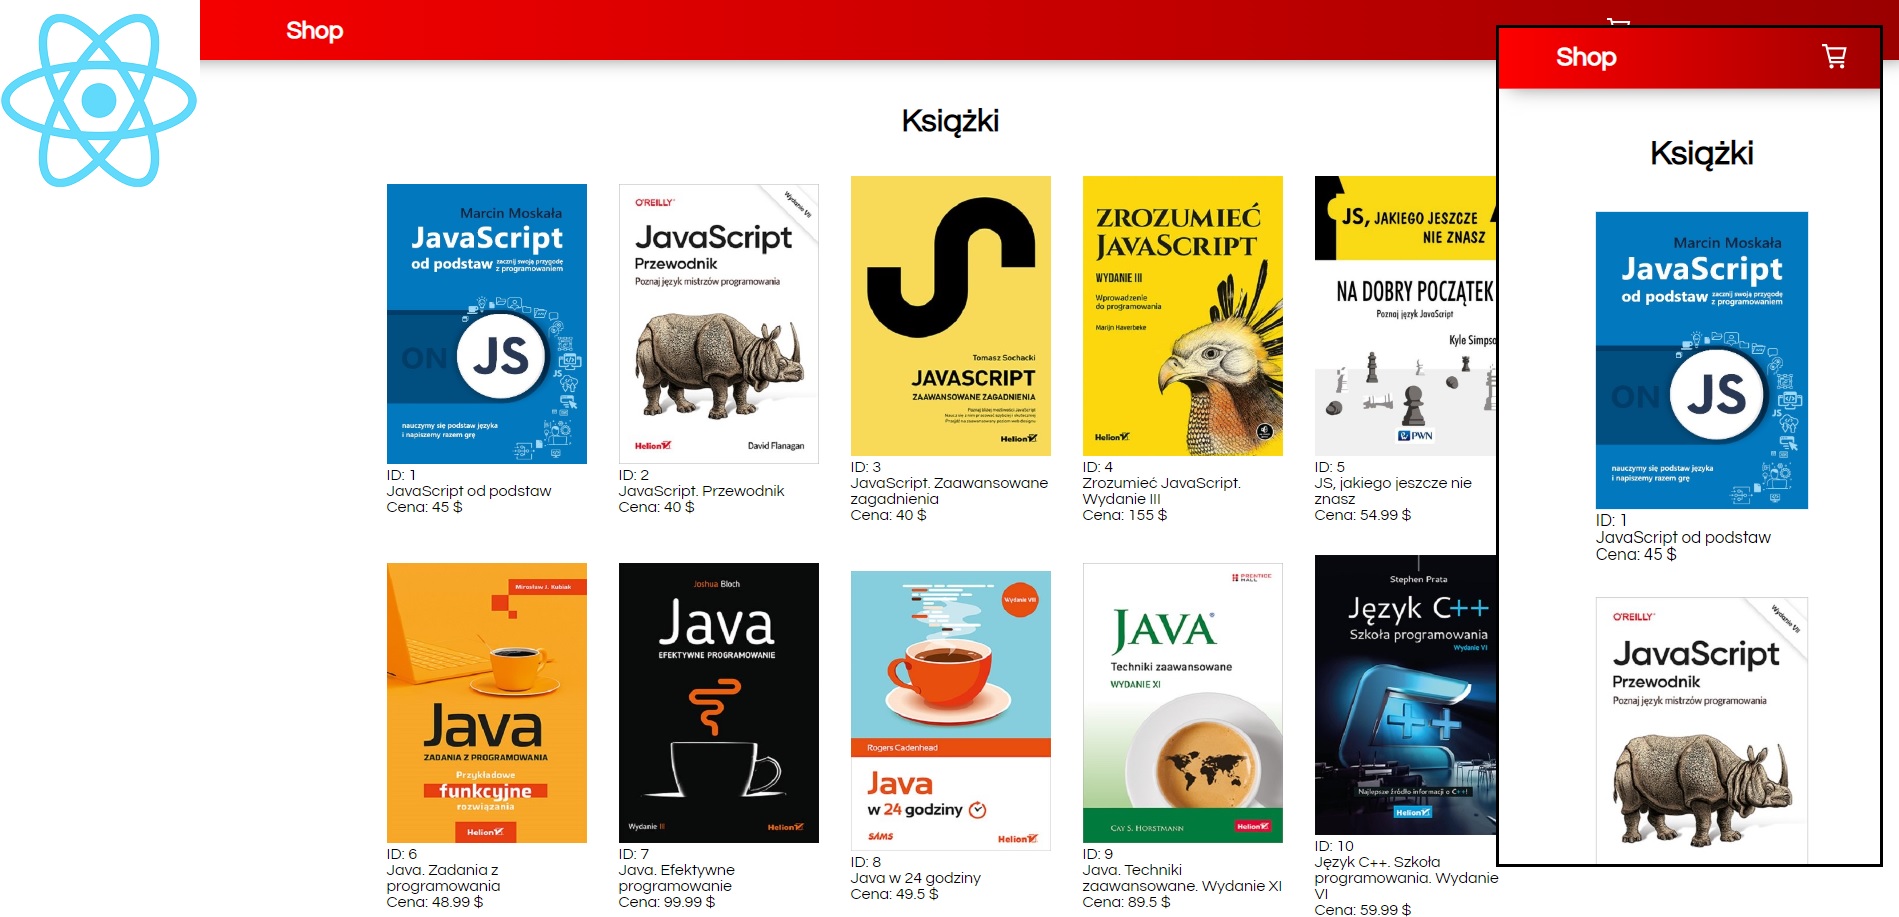 Shop
Książki
Marcin Moskała
JavaScript
od podstaw zacznij swoją przygodę
z programowaniem
ON JS
JS
nauczymy się podstaw języka
i napiszemy razem grę
ID: 1
JavaScript od podstaw
Cena: 45 $
O'REILLY®
Wydanie VII
JavaScript
Przewodnik
Poznaj język mistrzów programowania
Helion
David Flanagan
ID: 2
JavaScript. Przewodnik
Cena: 40 $
Tomasz Sochacki
JAVASCRIPT
ZAAWANSOWANE ZAGADNIENIA
Helion
ID: 3
JavaScript. Zaawansowane
zagadnienia
Cena: 40 $
ZROZUMIEĆ
JAVASCRIPT
WYDANIE III
Wprowadzenie
do programowania
Marijn Haverbeke
Helion
ID: 4
Zrozumieć JavaScript.
Wydanie III
Cena: 155 $
JS, JAKIEGO JESZCZE
NIE ZNASZ
NA DOBRY POCZĄTEK
Poznaj język JavaScript
Kyle Simpso
PWN
ID: 5
JS, jakiego jeszcze nie
znasz
Cena: 54.99 $
Mirosław J. Kubiak
Java
ZADANIA Z PROGRAMOWANIA
Przykładowe
funkcyjne
rozwiązania
Helion
ID: 6
Java. Zadania z
programowania
Cena: 48.99 $
Joshua Bloch
Java
EFEKTYWNE PROGRAMOWANIE
Wydanie III
Helion
ID: 7
Java. Efektywne
programowanie
Cena: 99.99 $
Wydanie VIII
Rogers Cadenhead
Java
w 24 godziny
SAMS
Helion
ID: 8
Java w 24 godziny
Cena: 49.5 $
PRENTICE
HALL
JAVA®
Techniki zaawansowane
WYDANIE XI
CAY S. HORSTMANN
Helion
ID: 9
Java. Techniki
zaawansowane. Wydanie XI
Cena: 89.5 $
Stephen Prata
Język C++
Szkoła programowania
Wydanie VI
++
Najlepsze źródło informacji o C++!
Helion
ID: 10
Język C++. Szkoła
programowania. Wydanie
VI
Cena: 59.99 $
Shop
Książki
Marcin Moskała
JavaScript
od podstaw zacznij swoją przygodę
z programowaniem
ON JS
JS
nauczymy się podstaw języka
i napiszemy razem grę
ID: 1
JavaScript od podstaw
Cena: 45 $
O'REILLY®
Wydanie VII
JavaScript
Przewodnik
Poznaj język mistrzów programowania